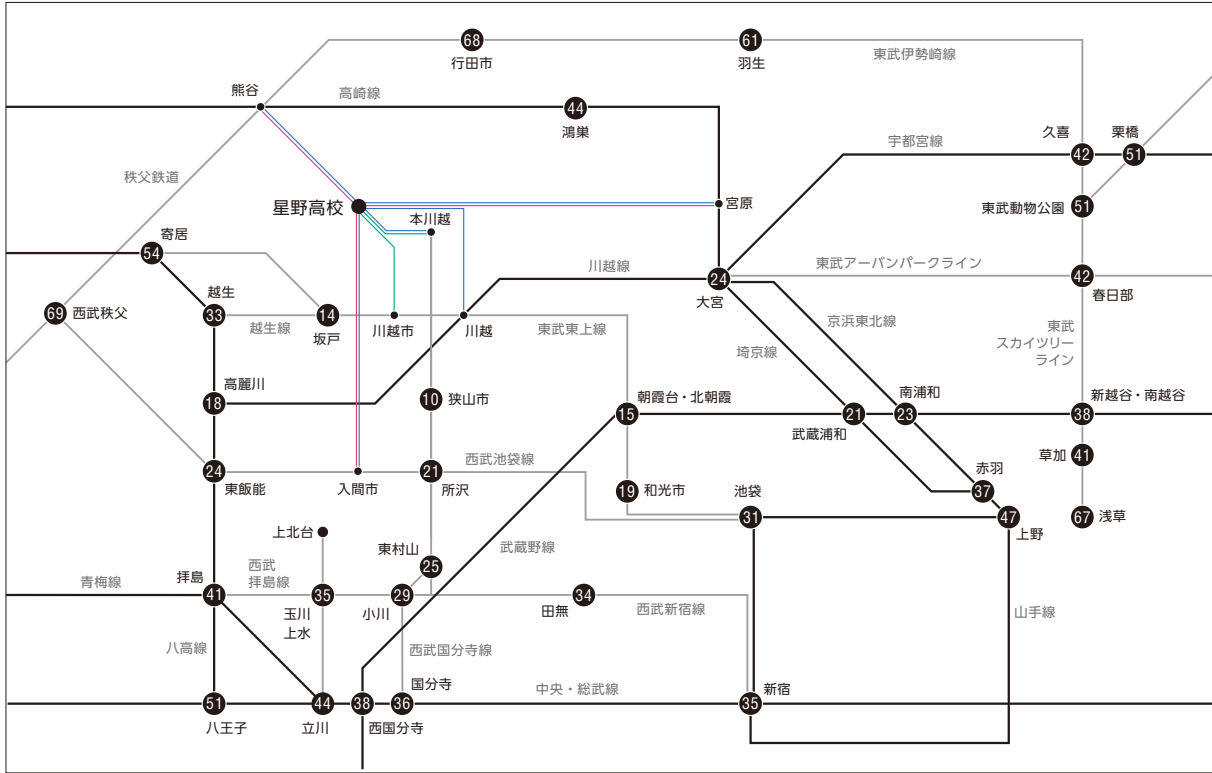 68
行田市
61
羽生
東武伊勢崎線
熊谷
高崎線
44
鴻巣
宇都宮線
久喜
42
栗橋
51
秩父鉄道
星野高校
本川越
宮原
東武動物公園
51
寄居
54
川越線
東武アーバンパークライン
24
大宮
42
春日部
西武秩父
69
越生
33
越生線
14
坂戸
川越市
川越
東武東上線
京浜東北線
埼京線
東武
スカイツリー
ライン
高麗川
18
10
狭山市
朝霞台・北朝霞
15
21
武蔵浦和
南浦和
23
新越谷・南越谷
38
草加
41
24
東飯能
入間市
西武池袋線
21
所沢
19
和光市
池袋
31
赤羽
37
47
上野
67
浅草
上北台
東村山
25
武蔵野線
青梅線
拝島
41
西武
拝島線
35
玉川
上水
29
小川
34
田無
西武新宿線
山手線
八高線
西武国分寺線
国分寺
中央・総武線
新宿
51
八王子
44
立川
38
西国分寺
36
35